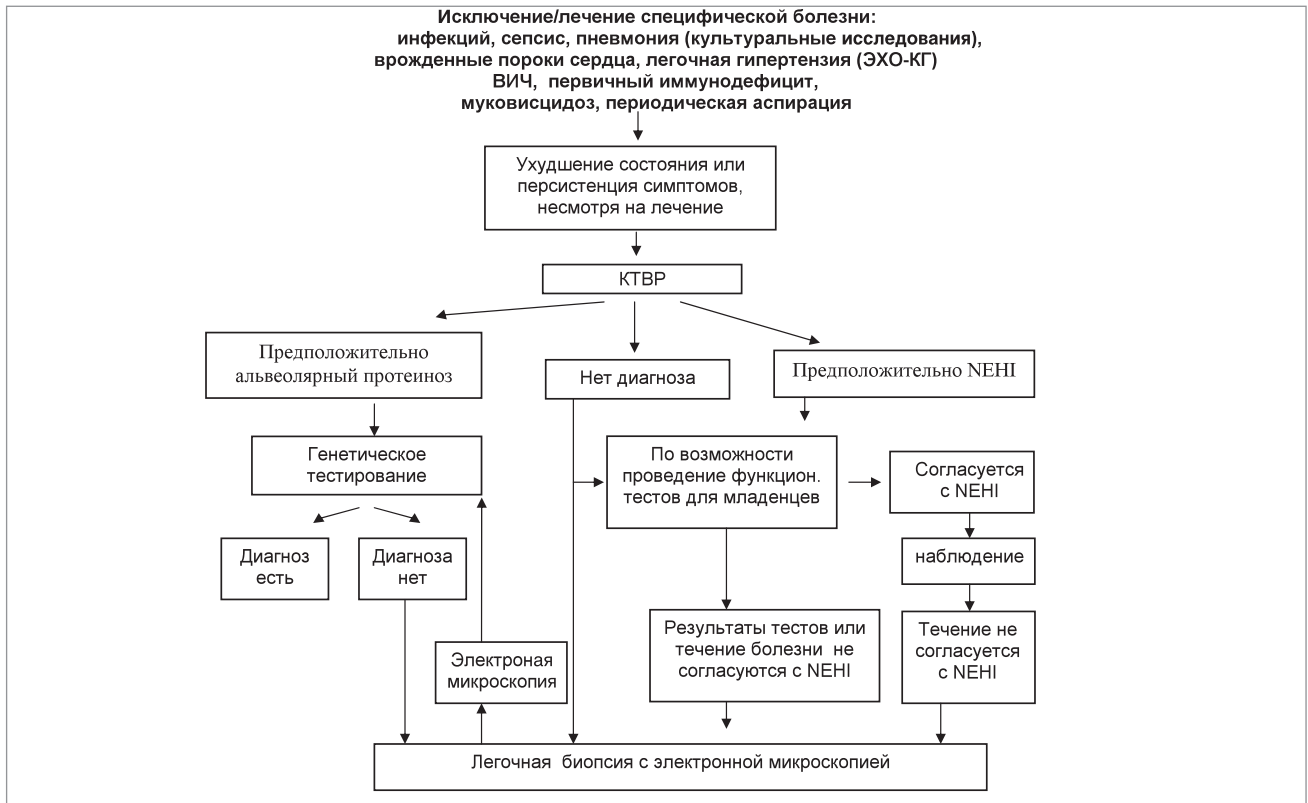 Исключение/лечение специфической болезни:
инфекций, сепсис, пневмония (культуральные исследования),
врожденные пороки сердца, легочная гипертензия (ЭХО-КГ)
ВИЧ, первичный иммунодефицит,
муковисцидоз, периодическая аспирация
Ухудшение состояния или
персистенция симптомов,
несмотря на лечение
КТВР
Предположительно
альвеолярный протеиноз
Нет диагноза
Предположительно NEHI
Генетическое
тестирование
По возможности
проведение функцион.
тестов для младенцев
Согласуется
с NEHI
Диагноз
есть
Диагноза
нет
наблюдение
Результаты тестов или
течение болезни не
согласуются с NEHI
Течение не
согласуется
с NEHI
Электроная
микроскопия
Легочная биопсия с электронной микроскопией